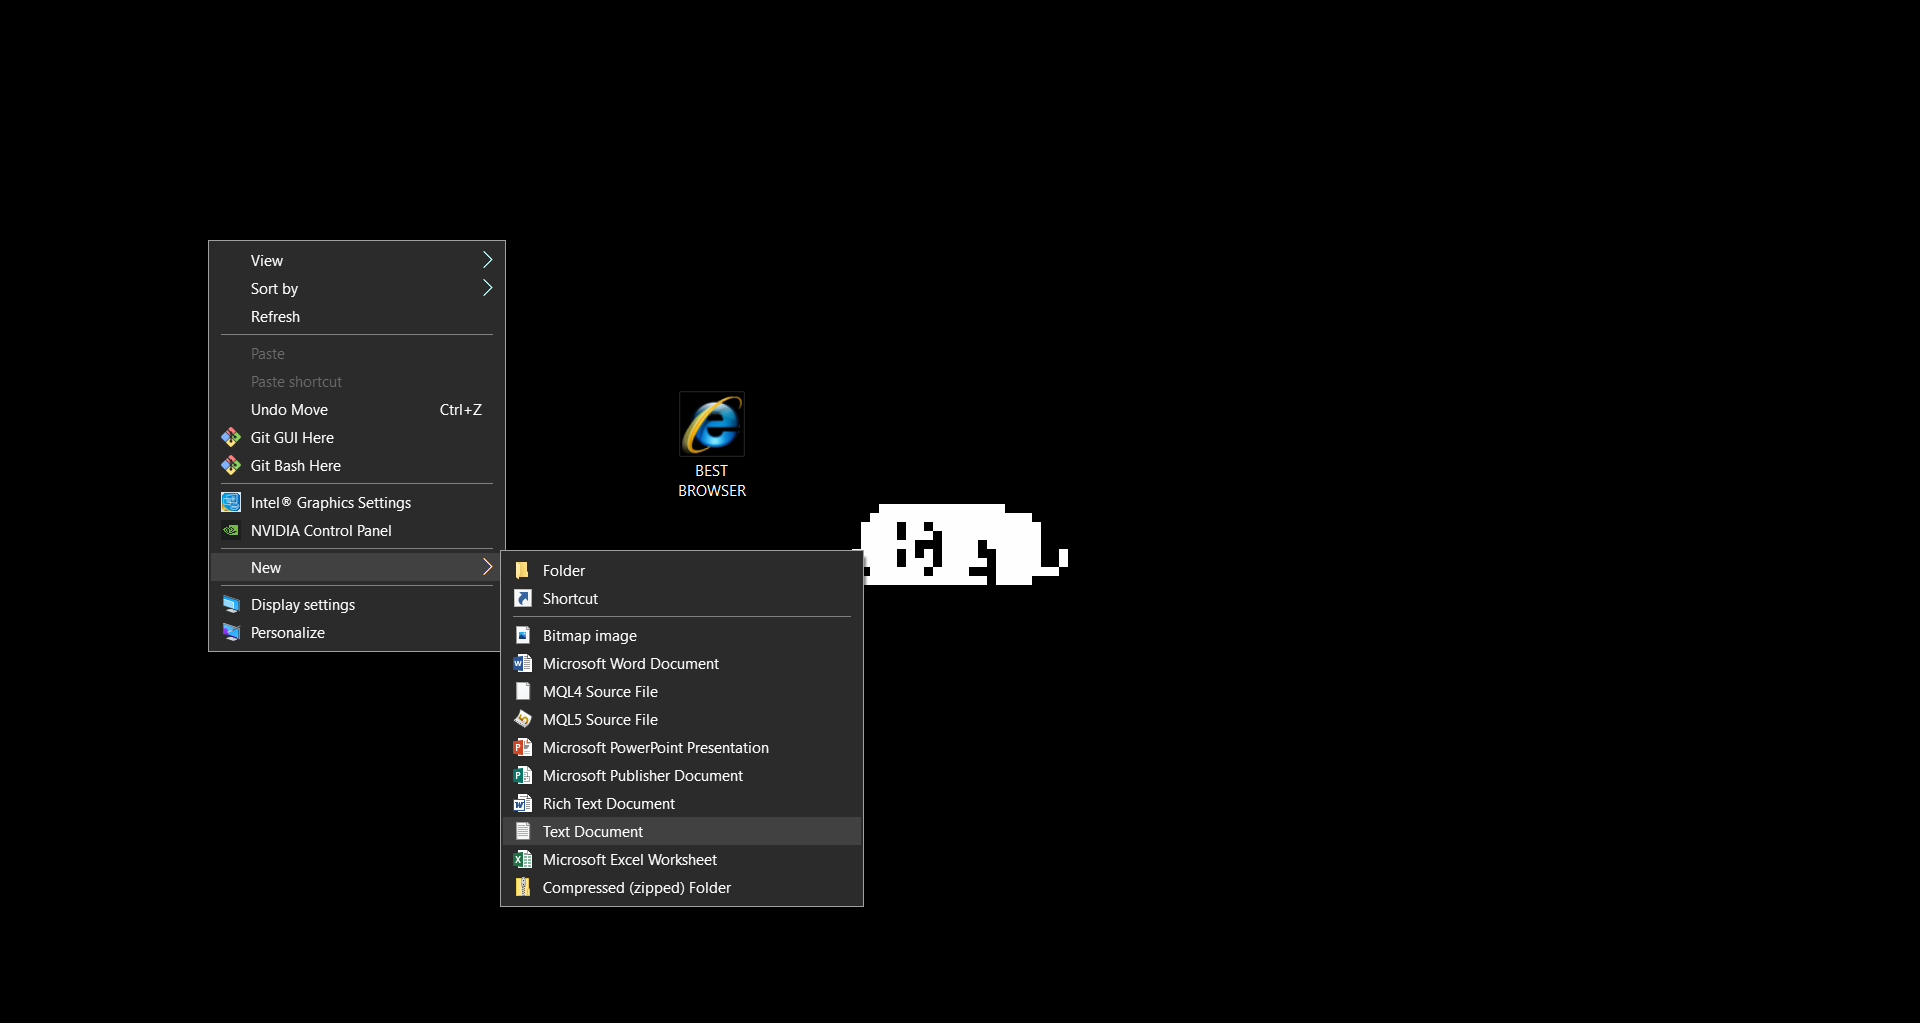 View
Sort by
Refresh
Paste
Paste shortcut
Undo Move Ctrl+Z
Git GUI Here
Git Bash Here
Intel® Graphics Settings
NVIDIA Control Panel
New
Display settings
Personalize
BEST
BROWSER
Folder
Shortcut
Bitmap image
Microsoft Word Document
MQL4 Source File
MQL5 Source File
Microsoft PowerPoint Presentation
Microsoft Publisher Document
Rich Text Document
Text Document
Microsoft Excel Worksheet
Compressed (zipped) Folder